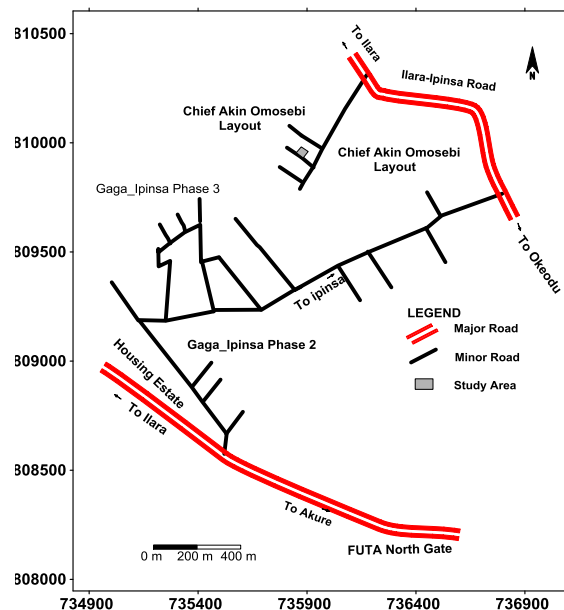 810500
To Ilara
Ilara-Ipinsa Road
N
Chief Akin Omosebi
Layout
810000
Chief Akin Omosebi
Layout
Gaga_Ipinsa Phase 3
809500
To Okeodu
To ipinsa
LEGEND
Major Road
Gaga_Ipinsa Phase 2
Minor Road
809000
Housing Estate
Study Area
To Ilara
808500
To Akure
FUTA North Gate
0 m 200 m 400 m
808000
734900 735400 735900 736400 736900